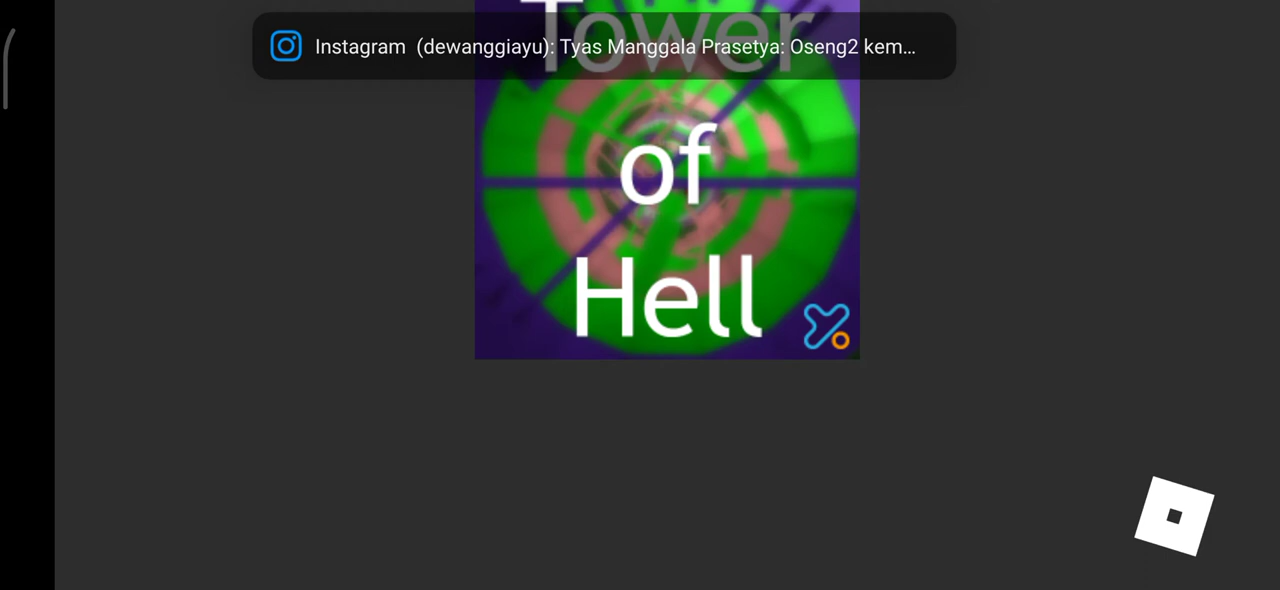 Instagram (dewanggiayu): Tyas Manggala Prasetya: Oseng2 kem…
Tower
of
Hell